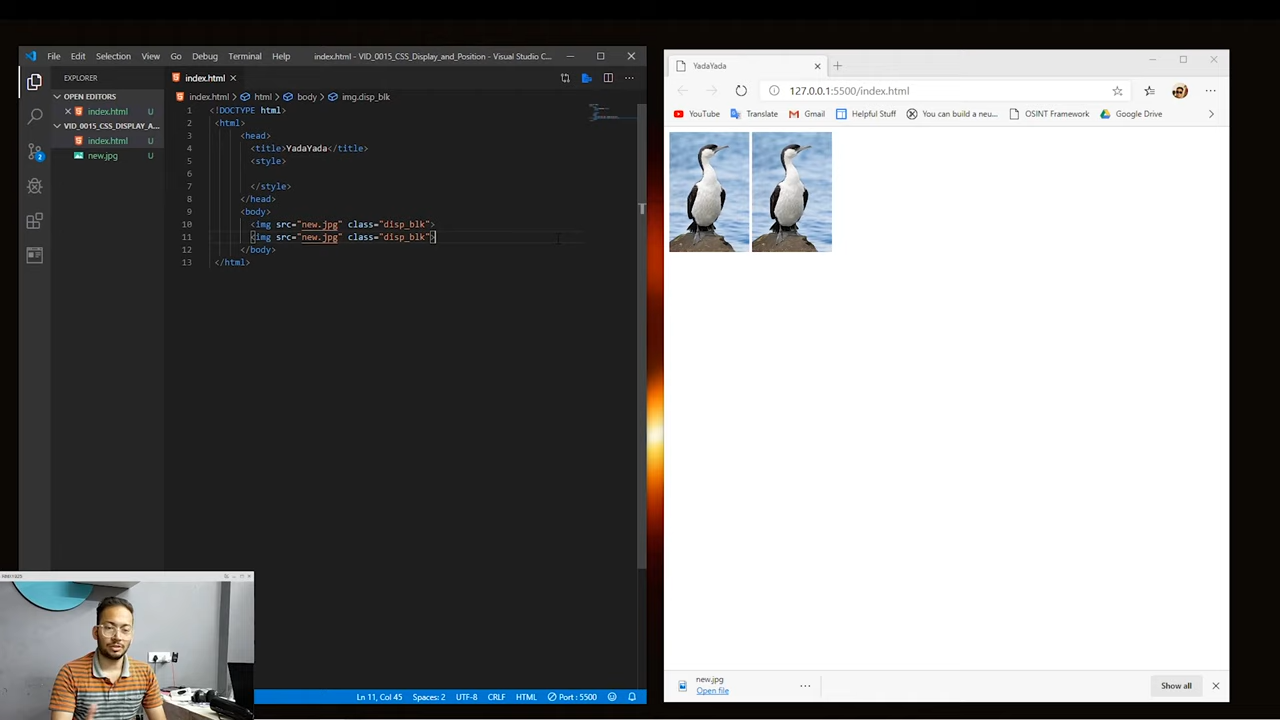 File Edit Selection View Go Debug Terminal Help index.html - VID_0015_CSS_Display_and_Position - Visual Studio C...
EXPLORER
OPEN EDITORS
index.html U
VID_0015_CSS_DISPLAY_A...
index.html U
new.jpg U
2
index.html
index.html > html > body > img.disp_blk
1 <!DOCTYPE html>
2 <html>
3 <head>
4 <title>YadaYada</title>
5 <style>
6
7 </style>
8 </head>
9 <body>
10 <img src="new.jpg" class="disp_blk">
11 <img src="new.jpg" class="disp_blk">
12 </body>
13 </html>
Ln 11, Col 45 Spaces: 2 UTF-8 CRLF HTML Port : 5500
YadaYada
127.0.0.1:5500/index.html
YouTube Translate Gmail Helpful Stuff You can build a neu... OSINT Framework Google Drive
new.jpg
Open file
Show all